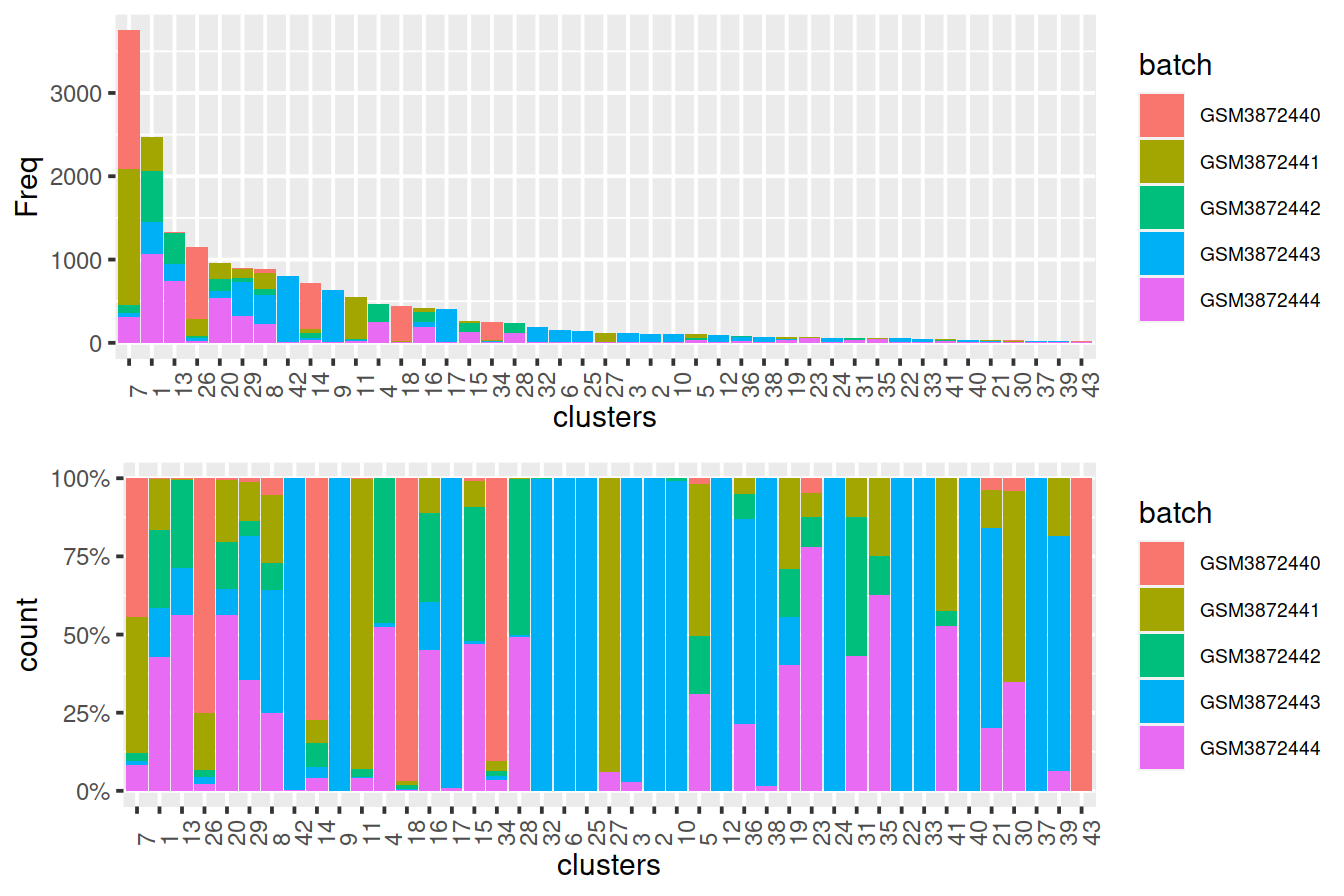 batch
GSM3872440
GSM3872441
GSM3872442
GSM3872443
GSM3872444
Freq
3000
2000
1000
0
7 1 13 26 20 29 8 42 14 9 11 4 18 16 17 15 34 28 32 6 25 27 3 2 10 5 12 36 38 19 23 24 31 35 22 33 41 40 21 30 37 39 43
clusters
batch
GSM3872440
GSM3872441
GSM3872442
GSM3872443
GSM3872444
count
100%
75%
50%
25%
0%
7 1 13 26 20 29 8 42 14 9 11 4 18 16 17 15 34 28 32 6 25 27 3 2 10 5 12 36 38 19 23 24 31 35 22 33 41 40 21 30 37 39 43
clusters